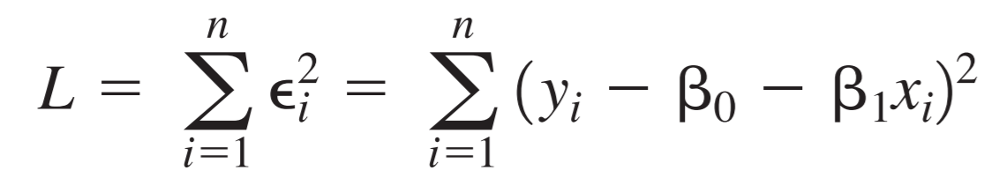 L = \sum_{i=1}^{n} \epsilon_i^2 = \sum_{i=1}^{n} (y_i - \beta_0 - \beta_1 x_i)^2